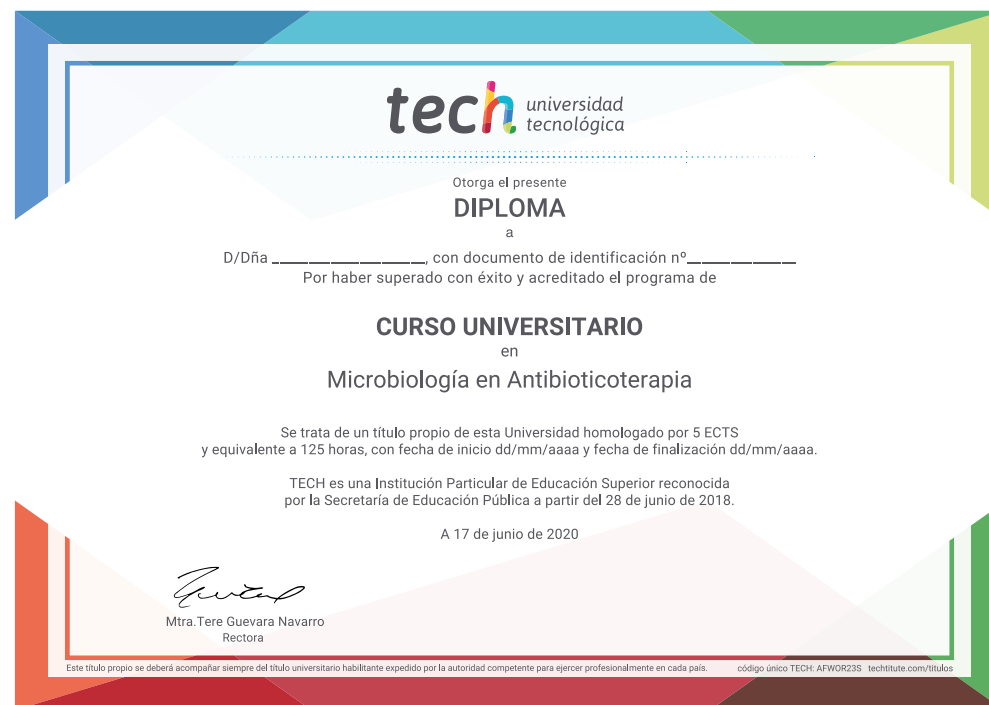 tech universidad
tecnológica
Otorga el presente
DIPLOMA
a
D/Dña ____________________, con documento de identificación nº______________
Por haber superado con éxito y acreditado el programa de
CURSO UNIVERSITARIO
en
Microbiología en Antibioticoterapia
Se trata de un título propio de esta Universidad homologado por 5 ECTS
y equivalente a 125 horas, con fecha de inicio dd/mm/aaaa y fecha de finalización dd/mm/aaaa.
TECH es una Institución Particular de Educación Superior reconocida
por la Secretaría de Educación Pública a partir del 28 de junio de 2018.
A 17 de junio de 2020
Mtra.Tere Guevara Navarro
Rectora
Este título propio se deberá acompañar siempre del título universitario habilitante expedido por la autoridad competente para ejercer profesionalmente en cada país. código único TECH: AFWOR23S techtitute.com/titulos